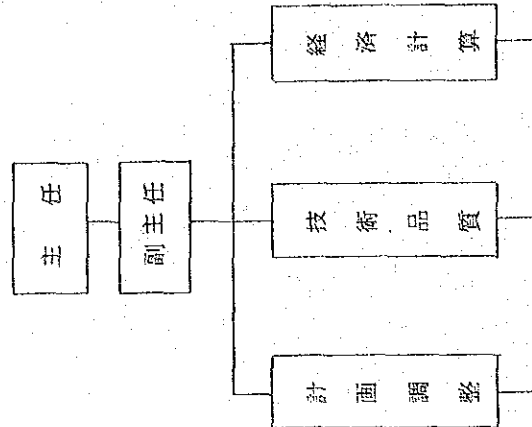 主任
副主任
計画調整
技術品質
経済計算